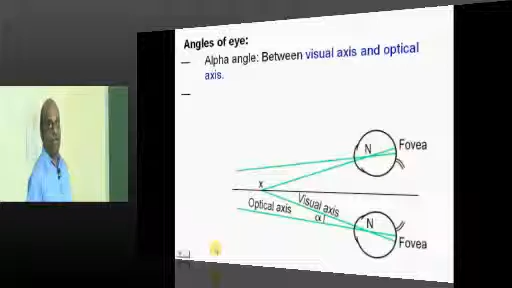 Angles of eye:
— Alpha angle: Between visual axis and optical
axis.
—
N
Fovea
x
Visual axis
Optical axis
α
N
Fovea